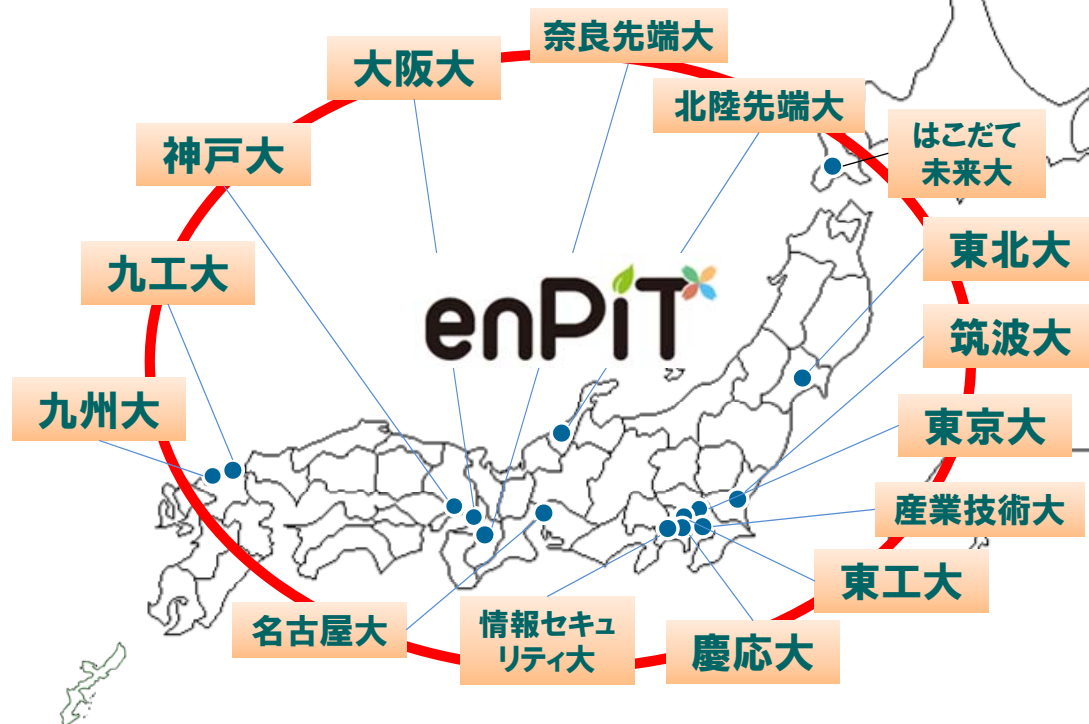 奈良先端大
大阪大
北陸先端大
はこだて
未来大
神戸大
東北大
九工大
enPiT
筑波大
九州大
東京大
産業技術大
東工大
名古屋大
情報セキュ
リティ大
慶応大